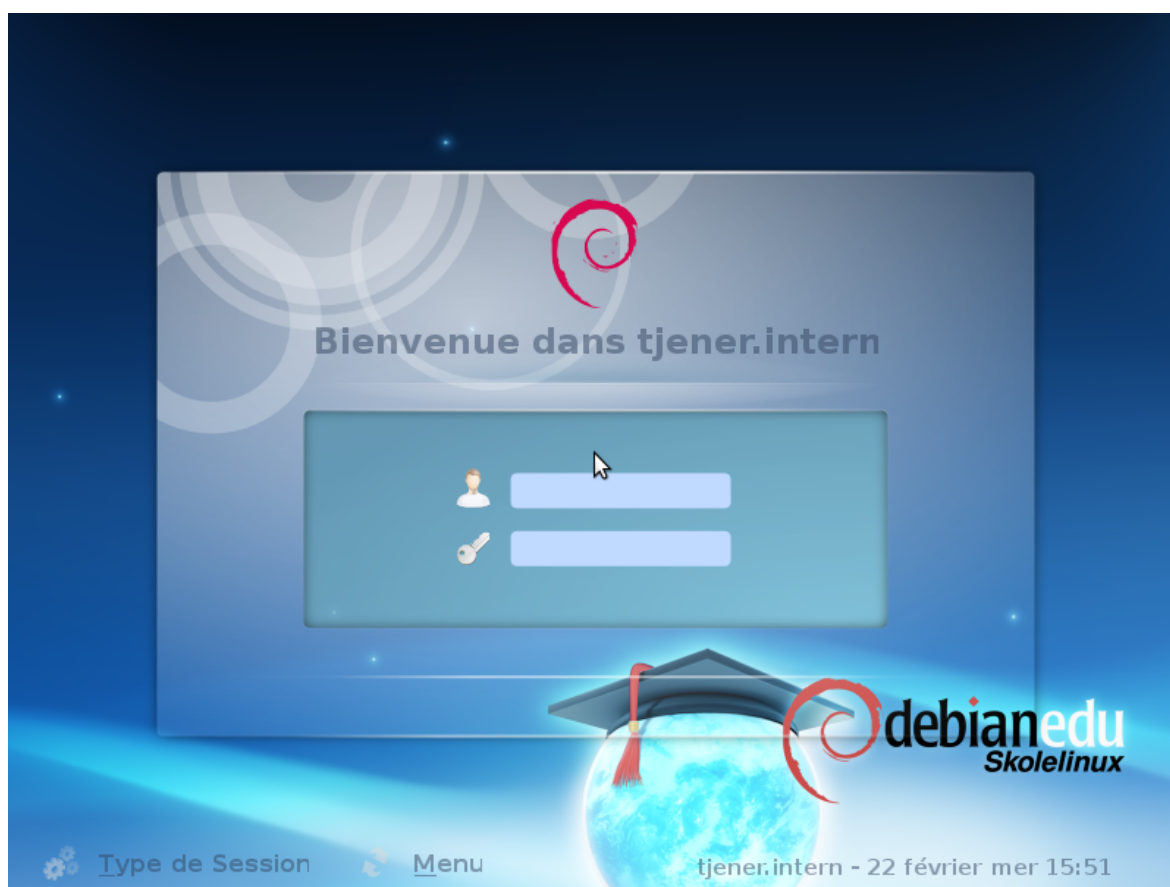 Bienvenue dans tjener.intern
debianedu
Skolelinux
Type de Session
Menu
tjener.intern - 22 février mer 15:51